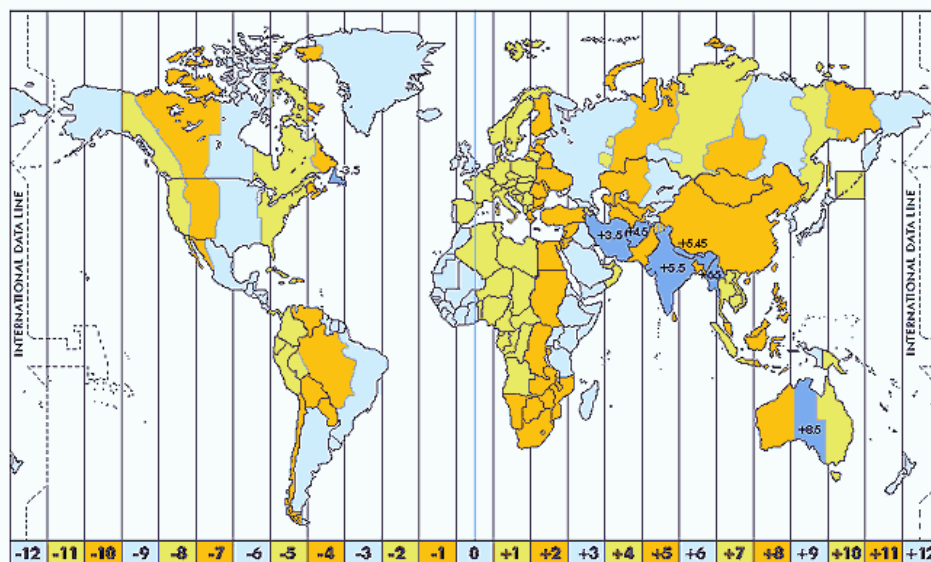 -3.5
+3.5
+4.5
+5.45
+5.5
+6.5
+8.5
INTERNATIONAL DATA LINE
INTERNATIONAL DATA LINE
-12 -11 -10 -9 -8 -7 -6 -5 -4 -3 -2 -1 0 +1 +2 +3 +4 +5 +6 +7 +8 +9 +10 +11 +12